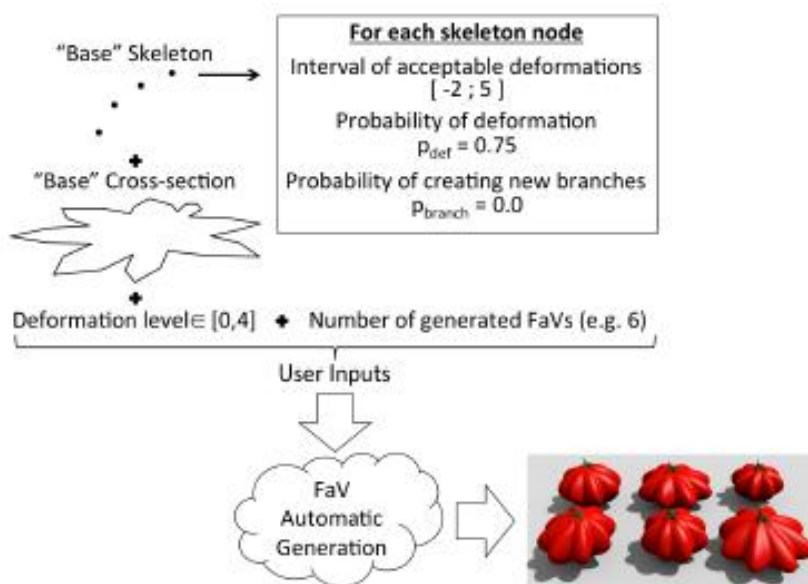 "Base" Skeleton
For each skeleton node
Interval of acceptable deformations
[ -2 ; 5 ]
Probability of deformation
p_def = 0.75
Probability of creating new branches
p_branch = 0.0
"Base" Cross-section
Deformation level∈ [0,4] + Number of generated FaVs (e.g. 6)
User Inputs
FaV
Automatic
Generation